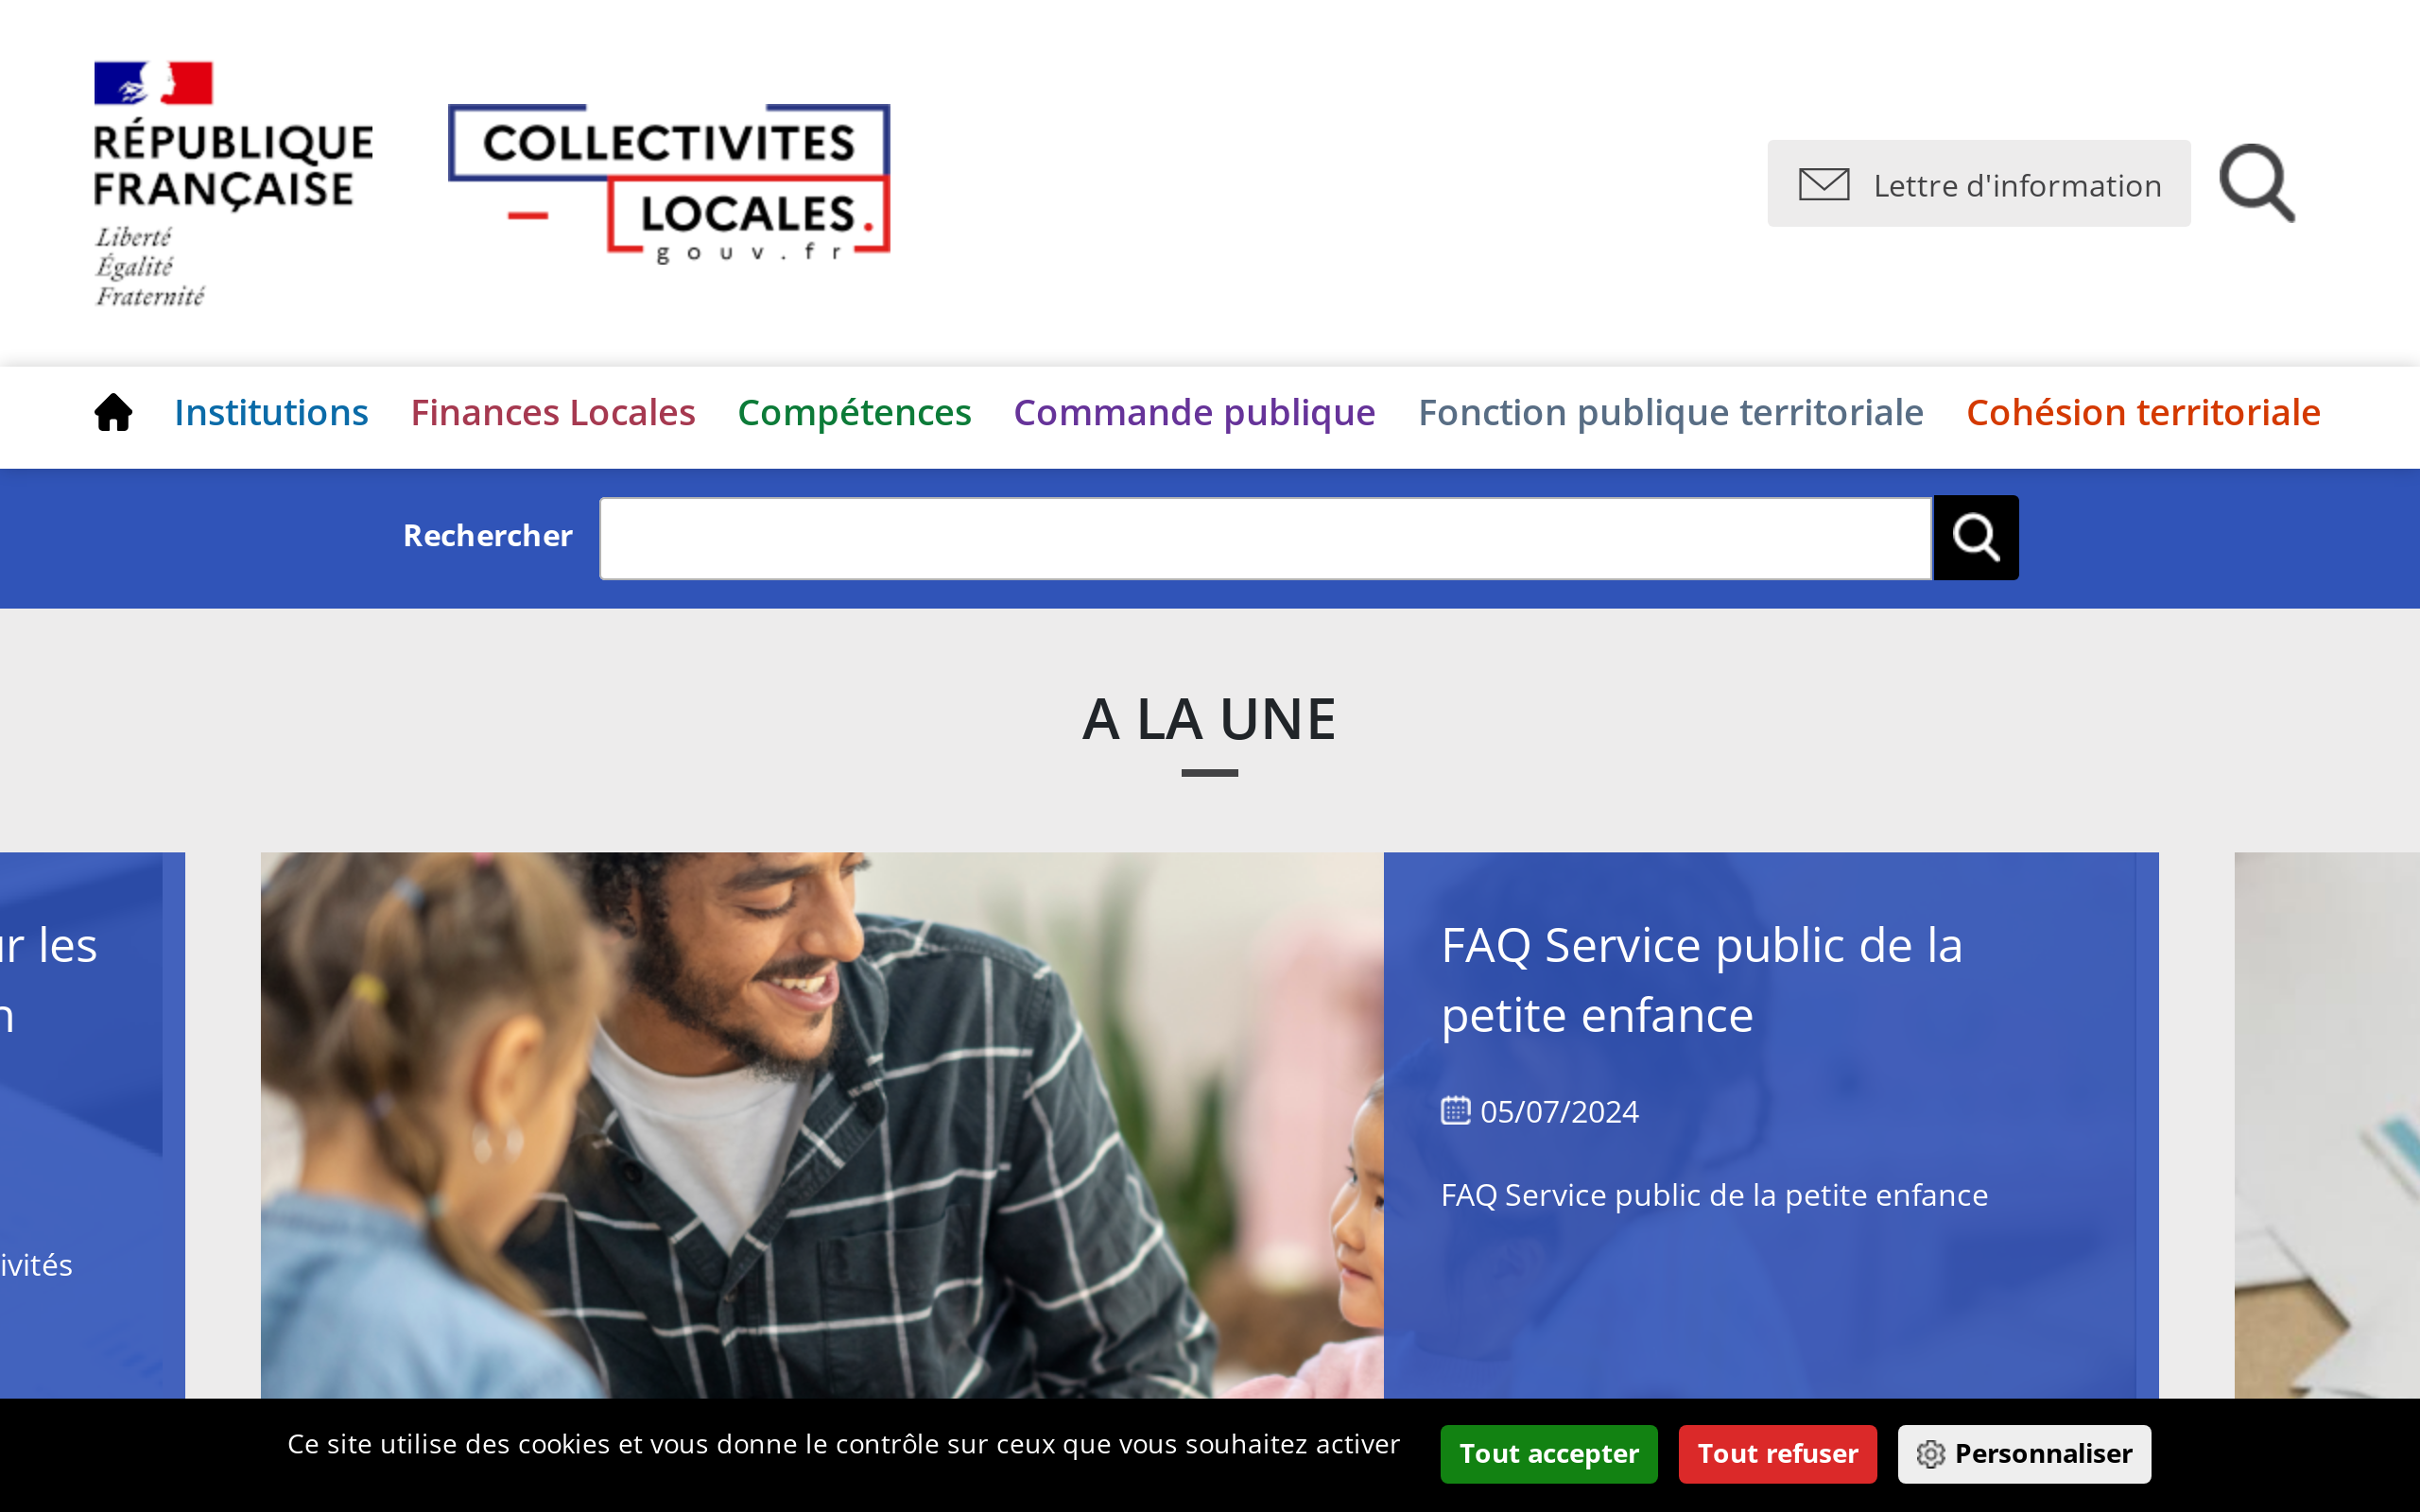 RÉPUBLIQUE
FRANÇAISE
Liberté
Égalité
Fraternité
COLLECTIVITES
LOCALES.
gouv.fr
Lettre d'information
Institutions Finances Locales Compétences Commande publique Fonction publique territoriale Cohésion territoriale
Rechercher
A LA UNE
les
FAQ Service public de la
petite enfance
05/07/2024
FAQ Service public de la petite enfance
Ce site utilise des cookies et vous donne le contrôle sur ceux que vous souhaitez activer
Tout accepter
Tout refuser
Personnaliser